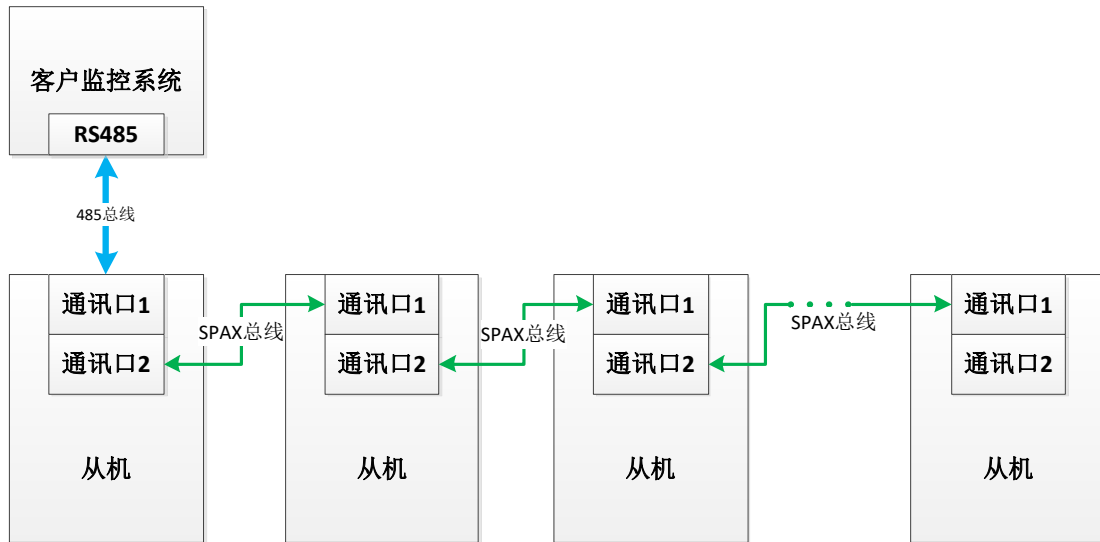 客户监控系统
RS485
485总线
通讯口1
通讯口2
从机
SPAX总线
通讯口1
通讯口2
从机
SPAX总线
通讯口1
通讯口2
从机
SPAX总线
通讯口1
通讯口2
从机